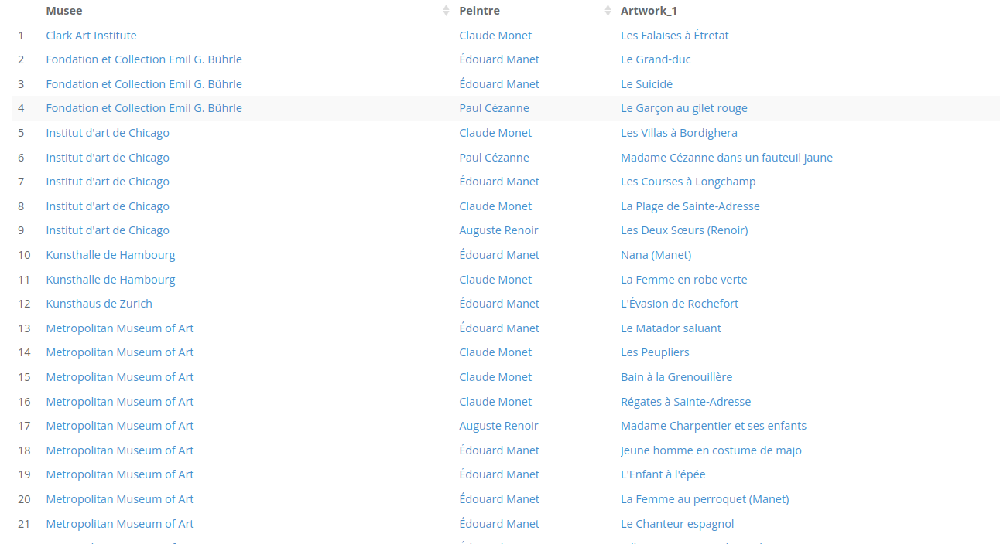 Musee Peintre Artwork_1
1 Clark Art Institute Claude Monet Les Falaises à Étretat
2 Fondation et Collection Emil G. Bührle Édouard Manet Le Grand-duc
3 Fondation et Collection Emil G. Bührle Édouard Manet Le Suicidé
4 Fondation et Collection Emil G. Bührle Paul Cézanne Le Garçon au gilet rouge
5 Institut d'art de Chicago Claude Monet Les Villas à Bordighera
6 Institut d'art de Chicago Paul Cézanne Madame Cézanne dans un fauteuil jaune
7 Institut d'art de Chicago Édouard Manet Les Courses à Longchamp
8 Institut d'art de Chicago Claude Monet La Plage de Sainte-Adresse
9 Institut d'art de Chicago Auguste Renoir Les Deux Sœurs (Renoir)
10 Kunsthalle de Hambourg Édouard Manet Nana (Manet)
11 Kunsthalle de Hambourg Claude Monet La Femme en robe verte
12 Kunsthaus de Zurich Édouard Manet L'Évasion de Rochefort
13 Metropolitan Museum of Art Édouard Manet Le Matador saluant
14 Metropolitan Museum of Art Claude Monet Les Peupliers
15 Metropolitan Museum of Art Claude Monet Bain à la Grenouillère
16 Metropolitan Museum of Art Claude Monet Régates à Sainte-Adresse
17 Metropolitan Museum of Art Auguste Renoir Madame Charpentier et ses enfants
18 Metropolitan Museum of Art Édouard Manet Jeune homme en costume de majo
19 Metropolitan Museum of Art Édouard Manet L'Enfant à l'épée
20 Metropolitan Museum of Art Édouard Manet La Femme au perroquet (Manet)
21 Metropolitan Museum of Art Édouard Manet Le Chanteur espagnol